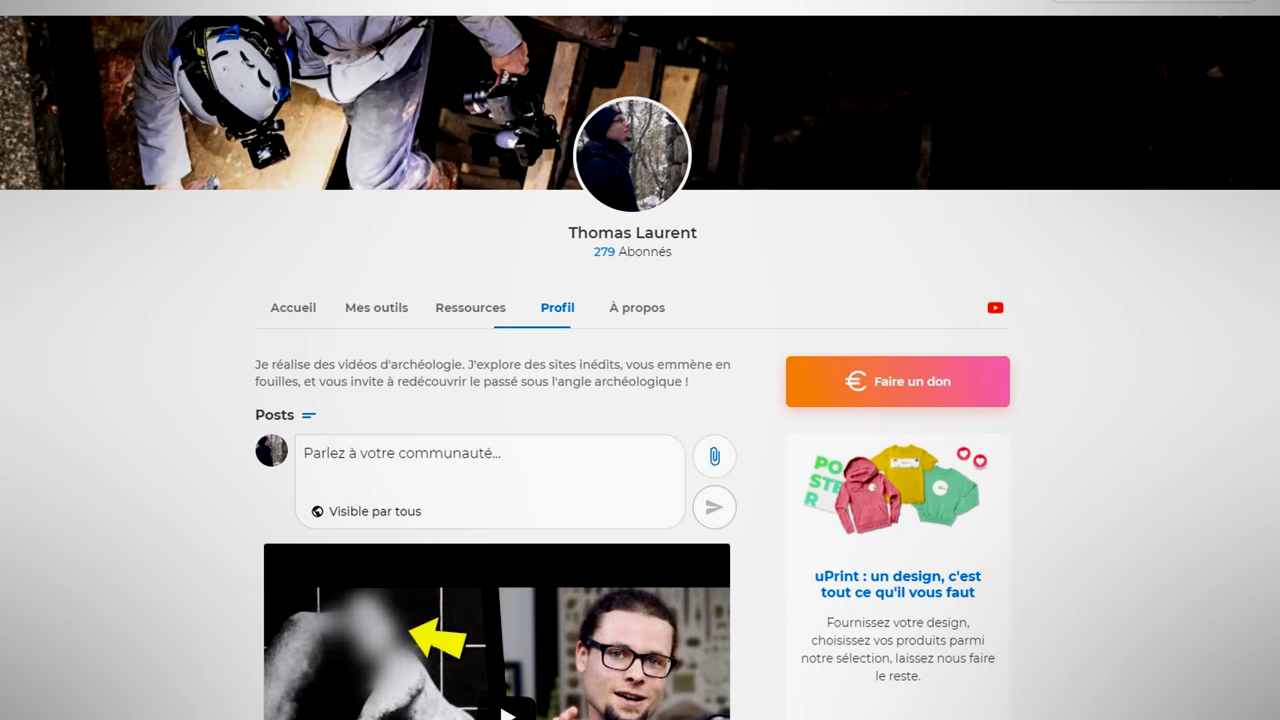 Thomas Laurent
279 Abonnés
Accueil Mes outils Ressources Profil À propos
Je réalise des vidéos d'archéologie. J'explore des sites inédits, vous emmène en
fouilles, et vous invite à redécouvrir le passé sous l'angle archéologique !
Faire un don
Posts
Parlez à votre communauté...
Visible par tous
PO
STE
R
uPrint : un design, c'est
tout ce qu'il vous faut
Fournissez votre design,
choisissez vos produits parmi
notre sélection, laissez nous faire
le reste.